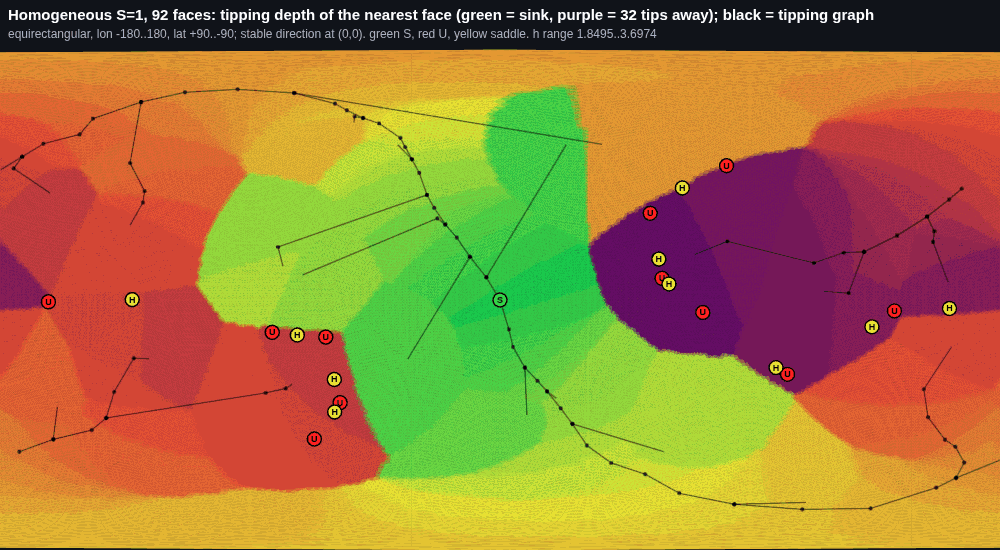 Homogeneous S=1, 92 faces: tipping depth of the nearest face (green = sink, purple = 32 tips away); black = tipping graph
equirectangular, lon -180..180, lat +90..-90; stable direction at (0,0). green S, red U, yellow saddle. h range 1.8495..3.6974
U
H
U
H
U
H
H
U
U
H
S
U
H
U
H
U
H
U
H
U
H
U
H
U
H
U